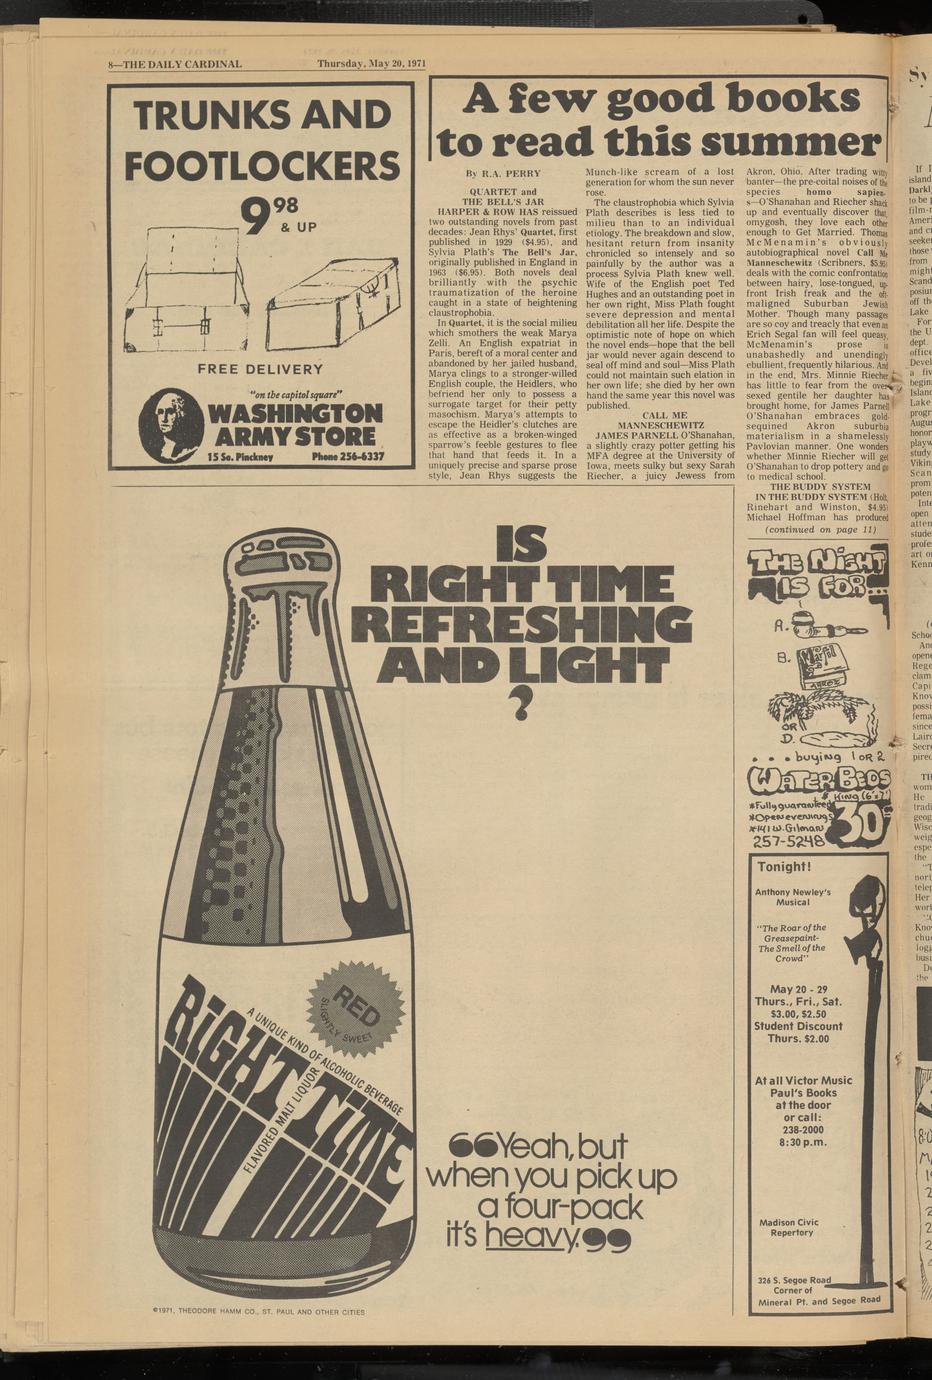 8—THE DAILY CARDINAL
Thursday, May 20, 1971
TRUNKS AND
FOOTLOCKERS
9 98
& UP
FREE DELIVERY
"on the capitol square"
WASHINGTON
ARMY STORE
15 So. Pinckney Phone 256-6337
A few good books
to read this summer
By R.A. PERRY
QUARTET and
THE BELL'S JAR
HARPER & ROW HAS reissued
two outstanding novels from past
decades: Jean Rhys' Quartet, first
published in 1929 ($4.95), and
Sylvia Plath's The Bell's Jar,
originally published in England in
1963 ($6.95). Both novels deal
brilliantly with the psychic
traumatization of the heroine
caught in a state of heightening
claustrophobia.
In Quartet, it is the social milieu
which smothers the weak Marya
Zelli. An English expatriat in
Paris, bereft of a moral center and
abandoned by her jailed husband,
Marya clings to a stronger-willed
English couple, the Heidlers, who
befriend her only to possess a
surrogate target for their petty
masochism. Marya's attempts to
escape the Heidler's clutches are
as effective as a broken-winged
sparrow's feeble gestures to flee
that hand that feeds it. In a
uniquely precise and sparse prose
style, Jean Rhys suggests the
Munch-like scream of a lost
generation for whom the sun never
rose.
The claustrophobia which Sylvia
Plath describes is less tied to
milieu than to an individual
etiology. The breakdown and slow,
hesitant return from insanity
chronicled so intensely and so
painfully by the author was a
process Sylvia Plath knew well.
Wife of the English poet Ted
Hughes and an outstanding poet in
her own right, Miss Plath fought
severe depression and mental
debilitation all her life. Despite the
optimistic note of hope on which
the novel ends—hope that the bell
jar would never again descend to
seal off mind and soul—Miss Plath
could not maintain such elation in
her own life; she died by her own
hand the same year this novel was
published.
CALL ME
MANNESCHEWITZ
JAMES PARNELL O'Shanahan,
a slightly crazy potter getting his
MFA degree at the University of
Iowa, meets sulky but sexy Sarah
Riecher, a juicy Jewess from
Akron, Ohio. After trading witty
banter—the pre-coital noises of the
species homo sapien-
s—O'Shanahan and Riecher shack
up and eventually discover that,
omygosh, they love each other
enough to Get Married. Thomas
McMenamin's obviously
autobiographical novel Call Me
Manneschewitz (Scribners, $5.95)
deals with the comic confrontation
between hairy, lose-tongued, up-
front Irish freak and the oft-
maligned Suburban Jewish
Mother. Though many passages
are so coy and treacly that even an
Erich Segal fan will feel queasy,
McMenamin's prose is
unabashedly and unendingly
ebullient, frequently hilarious. And
in the end, Mrs. Minnie Riecher
has little to fear from the over
sexed gentile her daughter has
brought home, for James Parnell
O'Shanahan embraces gold-
sequined Akron suburbia
materialism in a shamelessly
Pavlovian manner. One wonders
whether Minnie Riecher will get
O'Shanahan to drop pottery and go
to medical school.
THE BUDDY SYSTEM
IN THE BUDDY SYSTEM (Holt,
Rinehart and Winston, $4.95)
Michael Hoffman has produced
(continued on page 11)
IS
RIGHT TIME
REFRESHING
AND LIGHT
?
RED
SLIGHTLY SWEET
RIGHT TIME
A UNIQUE KIND OF ALCOHOLIC BEVERAGE
FLAVORED MALT LIQUOR
“Yeah, but
when you pick up
a four-pack
it's heavy.”
©1971, THEODORE HAMM CO., ST. PAUL AND OTHER CITIES
THE NIGHT
IS FOR...
A.
B.
OR
D.
...buying 1 OR 2
WATER BEDS
KING (6'x7')
*Fully guaranteed
*Open evenings
*141 W. Gilman
257-5248
$30
Tonight!
Anthony Newley's
Musical
"The Roar of the
Greasepaint-
The Smell of the
Crowd"
May 20 - 29
Thurs., Fri., Sat.
$3.00, $2.50
Student Discount
Thurs. $2.00
At all Victor Music
Paul's Books
at the door
or call:
238-2000
8:30 p.m.
Madison Civic
Repertory
326 S. Segoe Road
Corner of
Mineral Pt. and Segoe Road